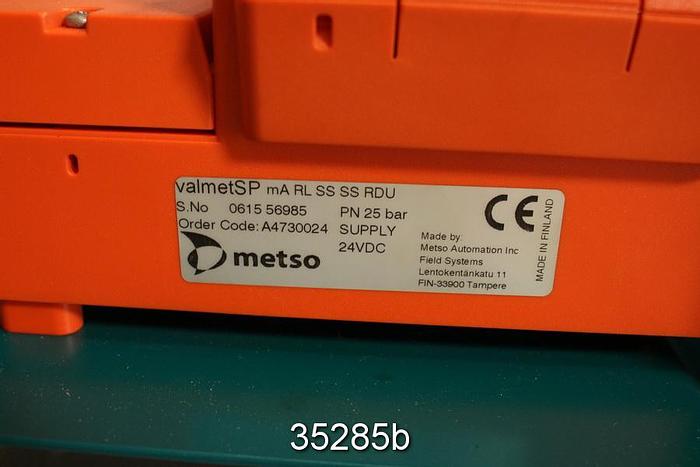 valmetSP mA RL SS SS RDU
S.No 0615 56985 PN 25 bar
Order Code: A4730024 SUPPLY
24VDC
metso
CE
Made by:
Metso Automation Inc
Field Systems
Lentokentänkatu 11
FIN-33900 Tampere
MADE IN FINLAND
35285b